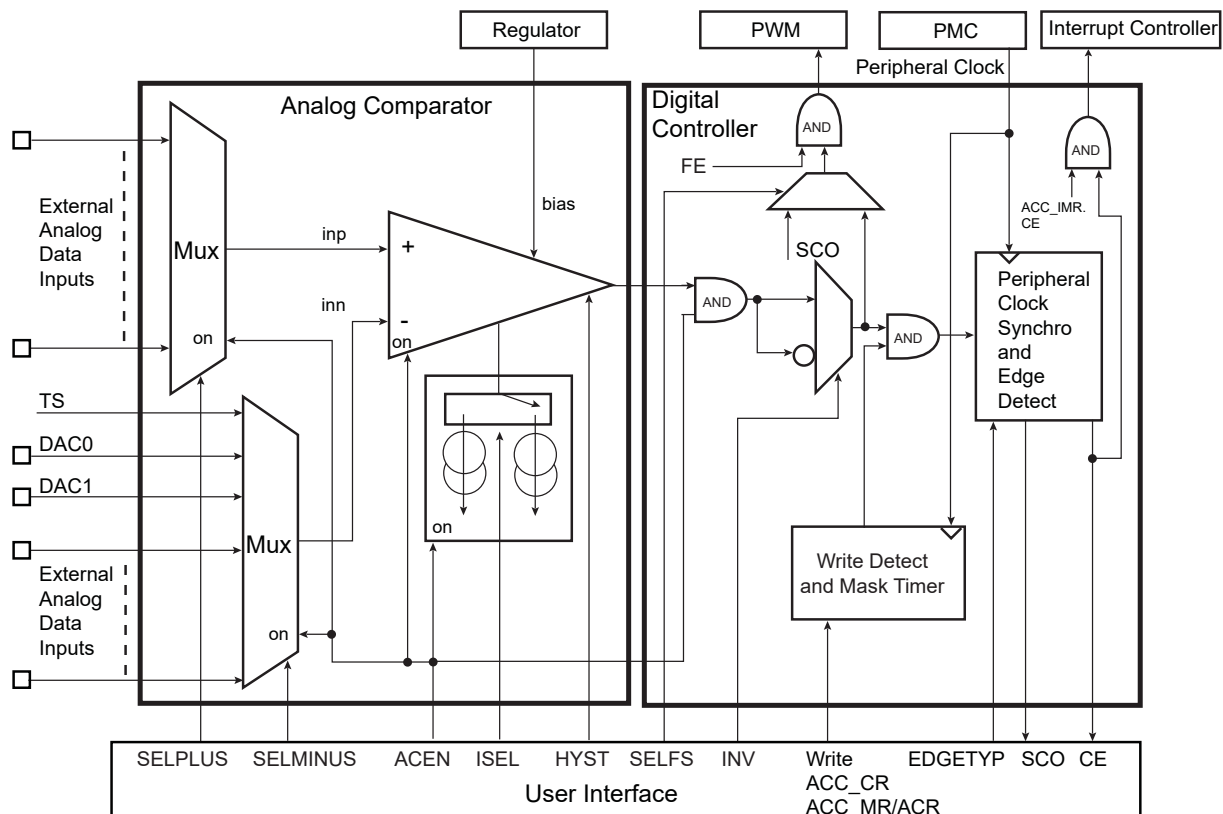 Regulator
PWM
PMC
Interrupt Controller
Peripheral Clock
Analog Comparator
Digital
Controller
AND
AND
FE
ACC_IMR.
CE
External
Analog
Data
Inputs
Mux
on
inp
inn
bias
+
-
on
SCO
AND
AND
Peripheral
Clock
Synchro
and
Edge
Detect
TS
DAC0
DAC1
Mux
on
on
External
Analog
Data
Inputs
Write Detect
and Mask Timer
SELPLUS
SELMINUS
ACEN
ISEL
HYST
SELFS
INV
Write
ACC_CR
ACC_MR/ACR
EDGETYP
SCO
CE
User Interface